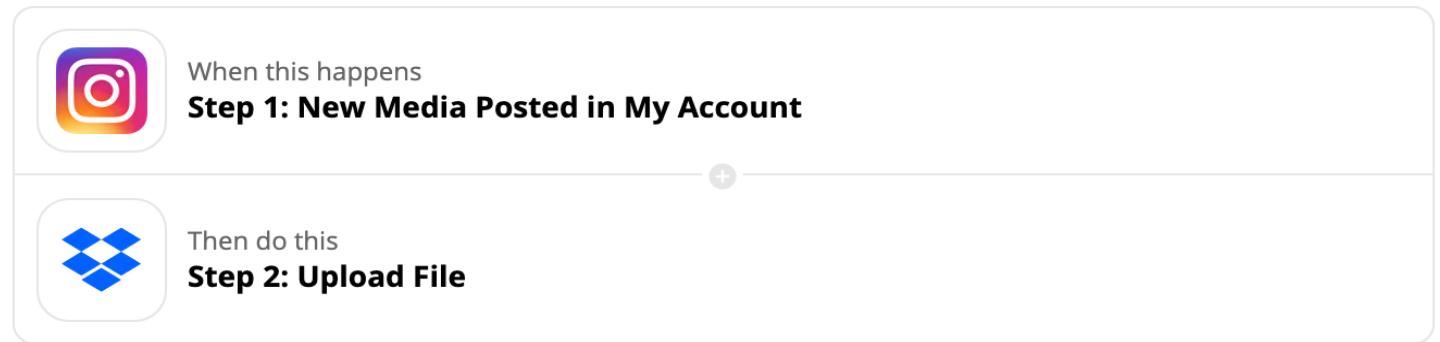 When this happens
Step 1: New Media Posted in My Account
Then do this
Step 2: Upload File